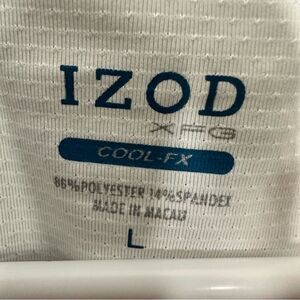 IZOD
XFG
COOL-FX
86%POLYESTER 14%SPANDEX
MADE IN MACAU
L